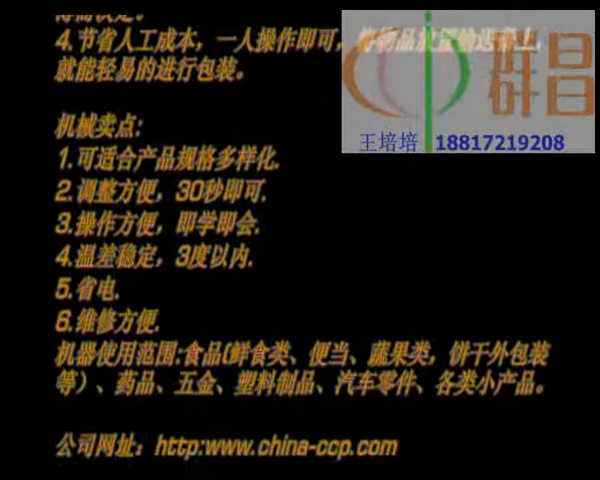 4.节省人工成本，一人操作即可，
就能轻易的进行包装。
机械卖点:
1.可适合产品规格多样化.
2.调整方便，30秒即可.
3.操作方便，即学即会.
4.温差稳定，3度以内.
5.省电.
6.维修方便.
机器使用范围:食品(鲜食类、便当、蔬果类，饼干外包装
等）、药品、五金、塑料制品、汽车零件、各类小产品。
公司网址：http:www.china-ccp.com
群昌
王培培 18817219208